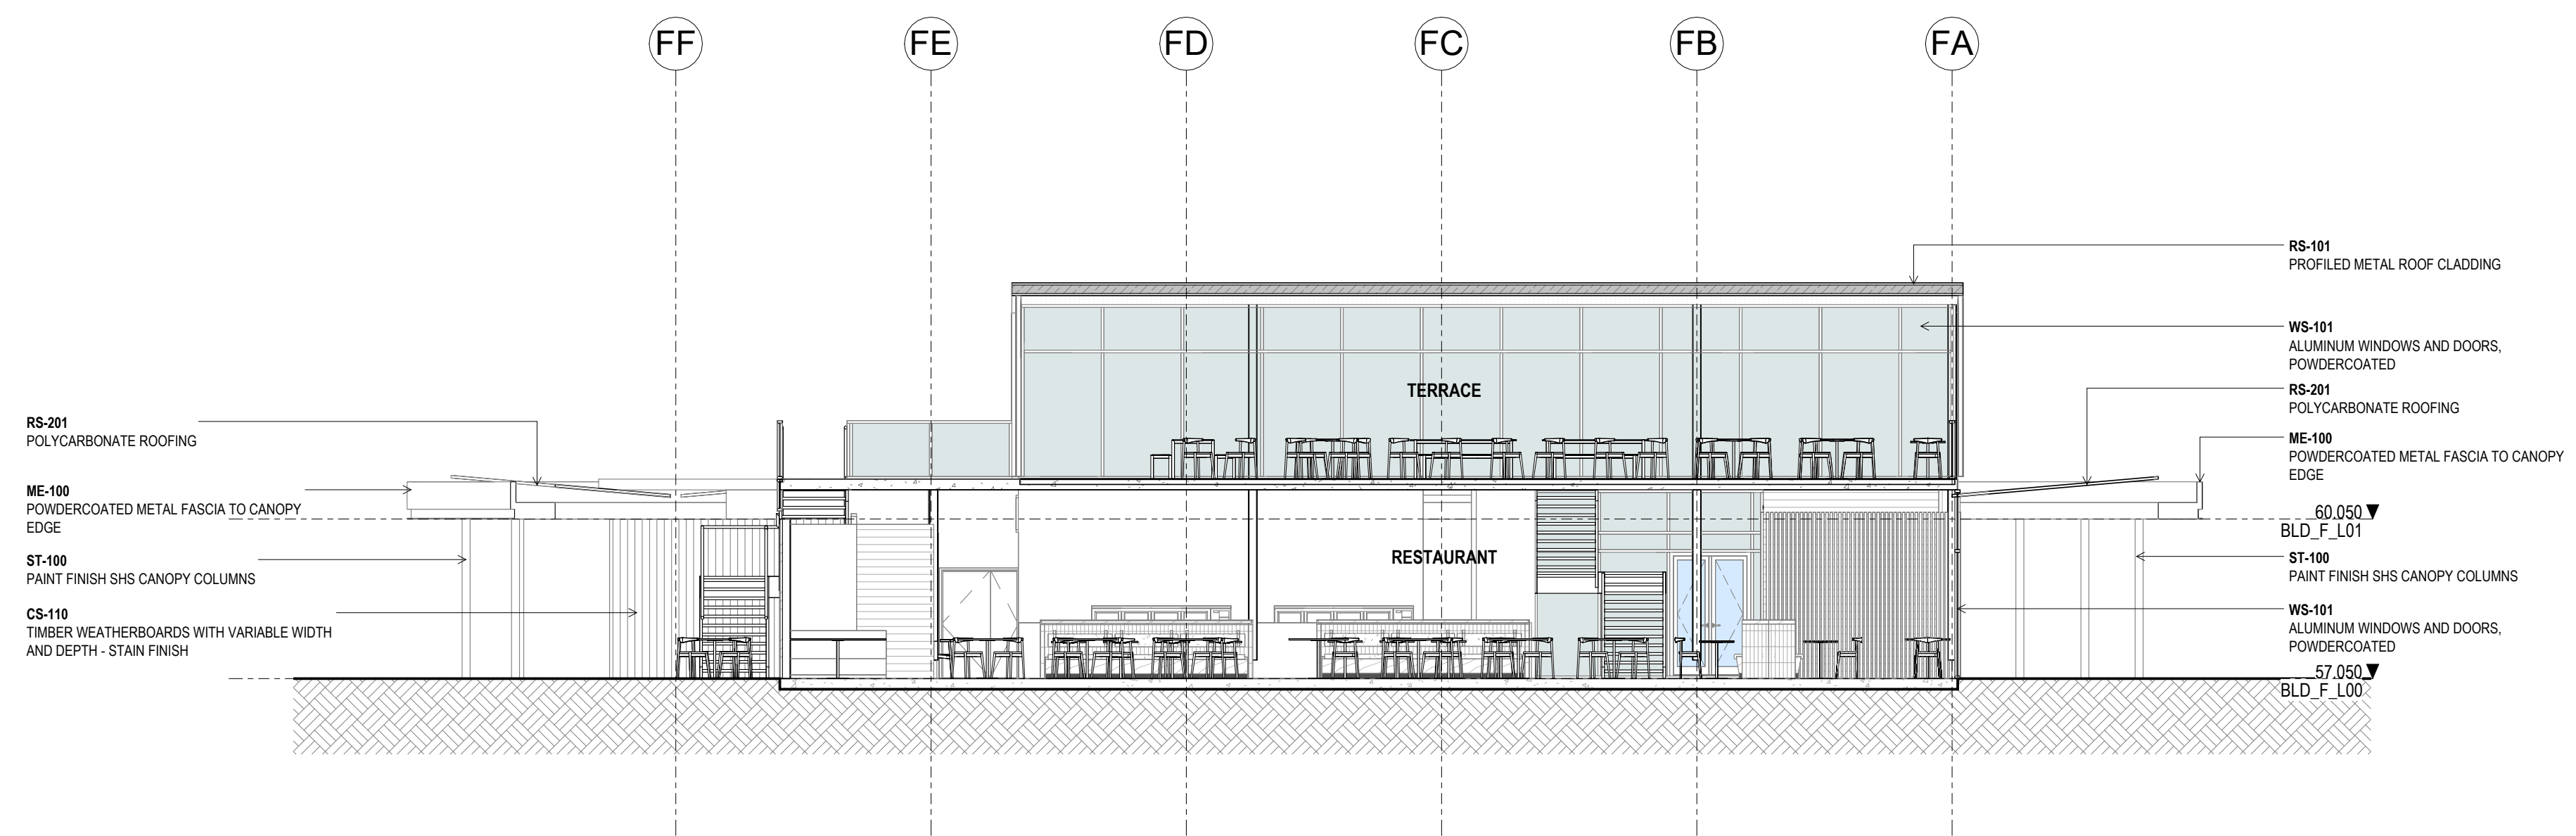 FF
FE
FD
FC
FB
FA
RS-101
PROFILED METAL ROOF CLADDING
WS-101
ALUMINUM WINDOWS AND DOORS,
POWDERCOATED
TERRACE
RS-201
POLYCARBONATE ROOFING
RS-201
POLYCARBONATE ROOFING
ME-100
POWDERCOATED METAL FASCIA TO CANOPY
EDGE
ME-100
POWDERCOATED METAL FASCIA TO CANOPY
EDGE
60.050
BLD_F_L01
ST-100
PAINT FINISH SHS CANOPY COLUMNS
RESTAURANT
ST-100
PAINT FINISH SHS CANOPY COLUMNS
CS-110
TIMBER WEATHERBOARDS WITH VARIABLE WIDTH
AND DEPTH - STAIN FINISH
WS-101
ALUMINUM WINDOWS AND DOORS,
POWDERCOATED
57.050
BLD_F_L00